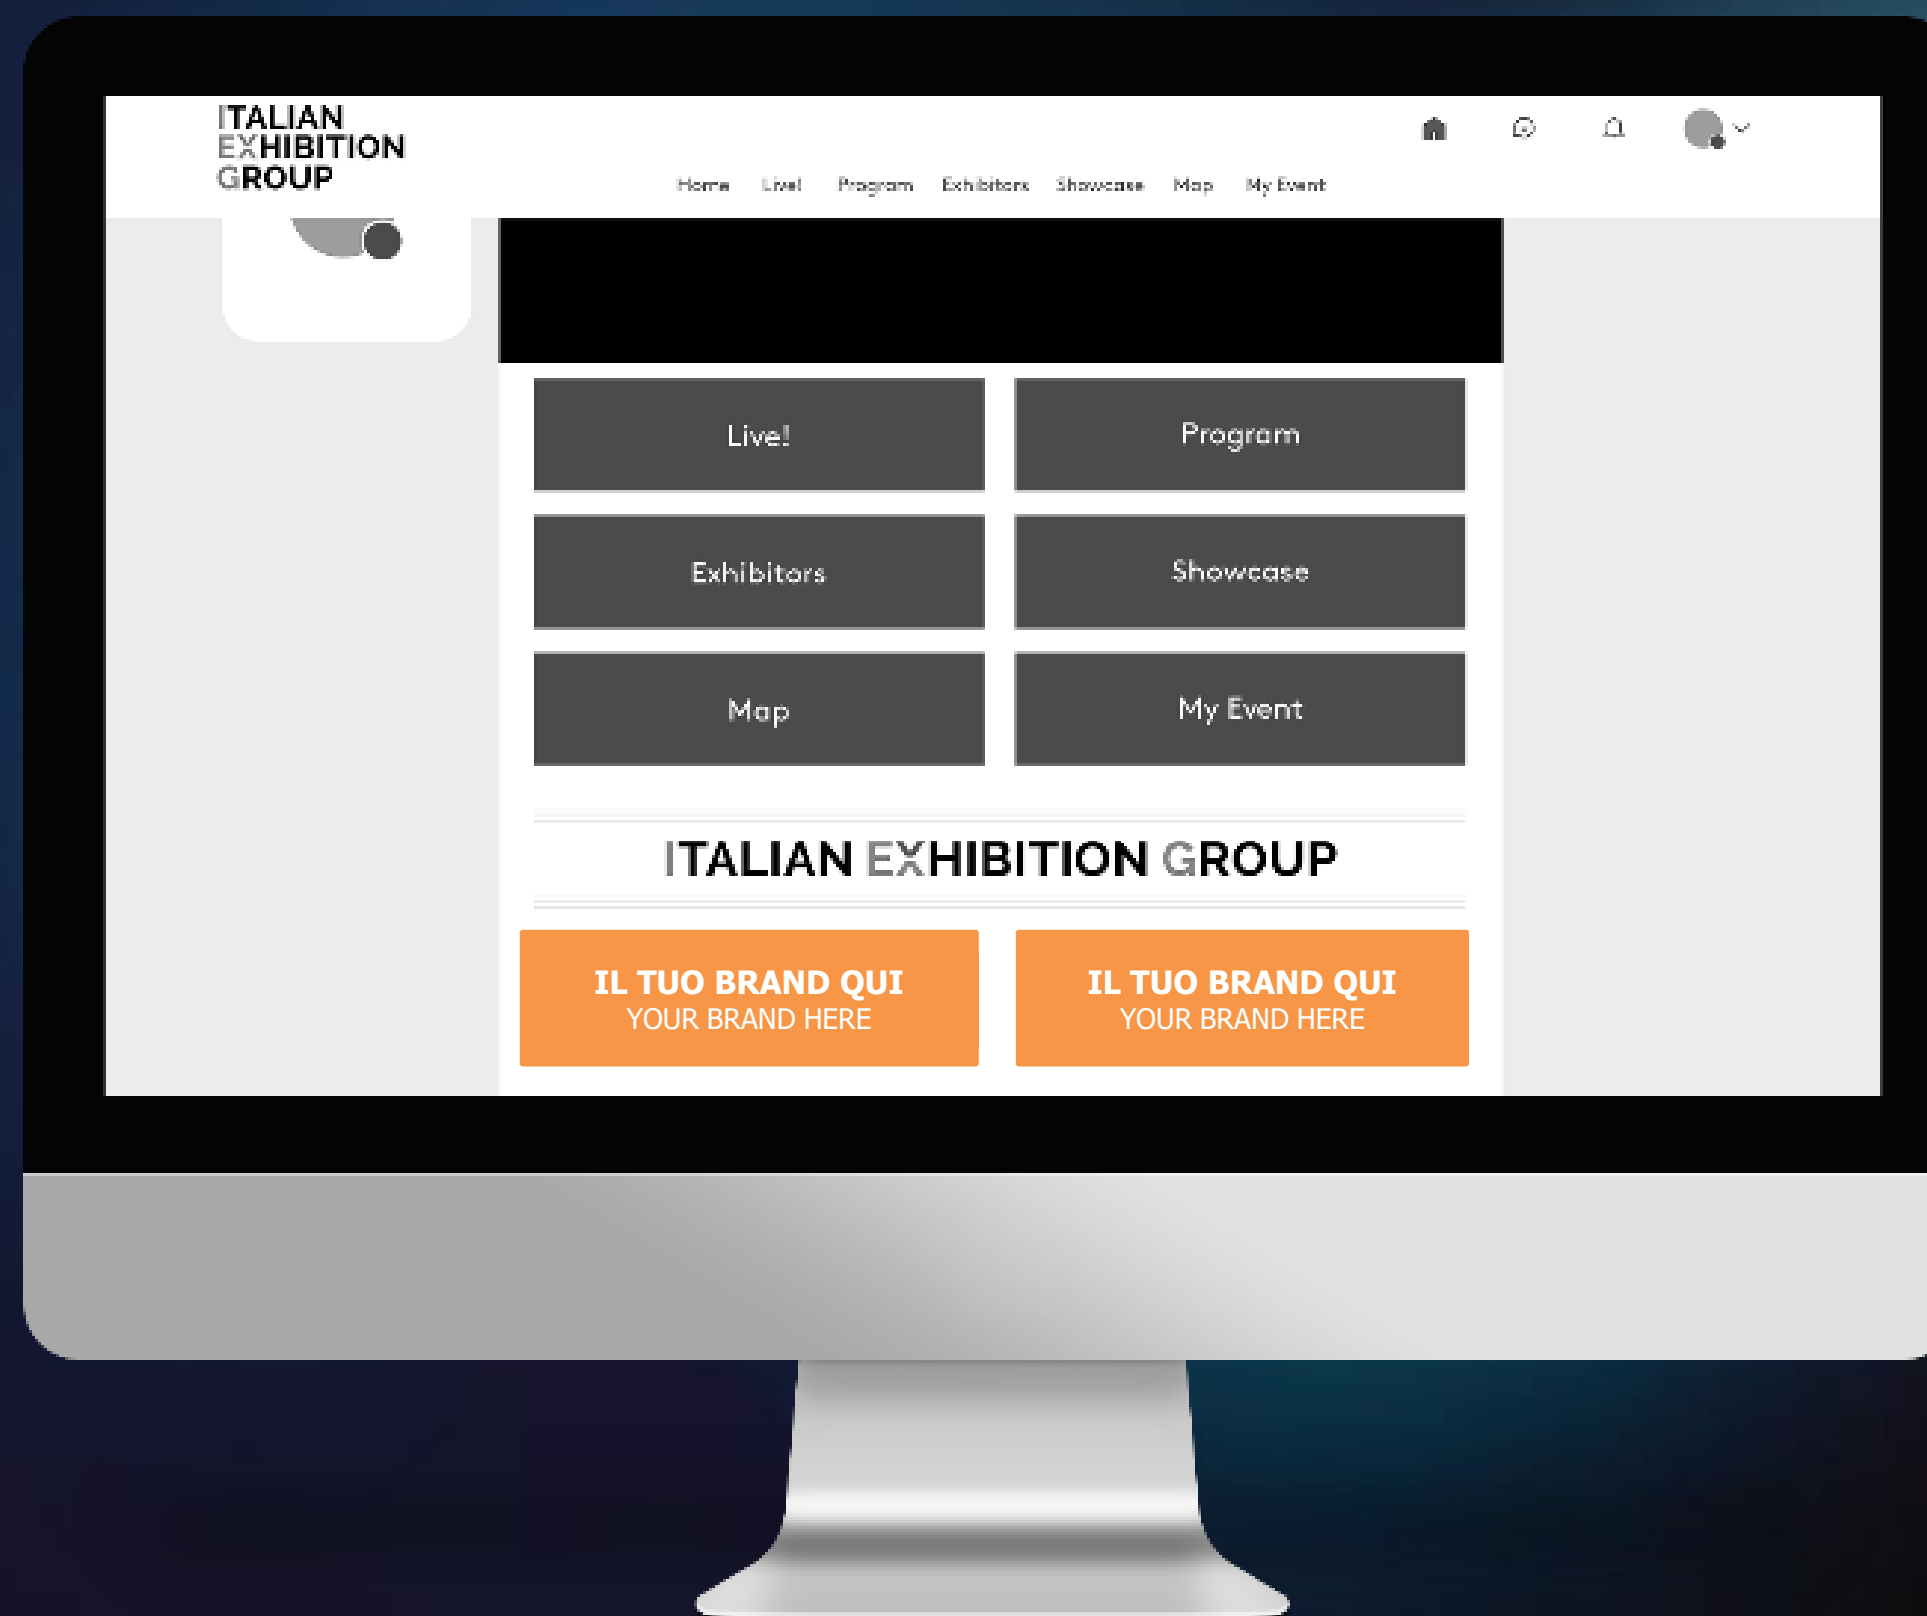 ITALIAN
EXHIBITION
GROUP
Home Live! Program Exhibitors Showcase Map My Event
Live! Program
Exhibitors Showcase
Map My Event
ITALIAN EXHIBITION GROUP
IL TUO BRAND QUI
YOUR BRAND HERE
IL TUO BRAND QUI
YOUR BRAND HERE